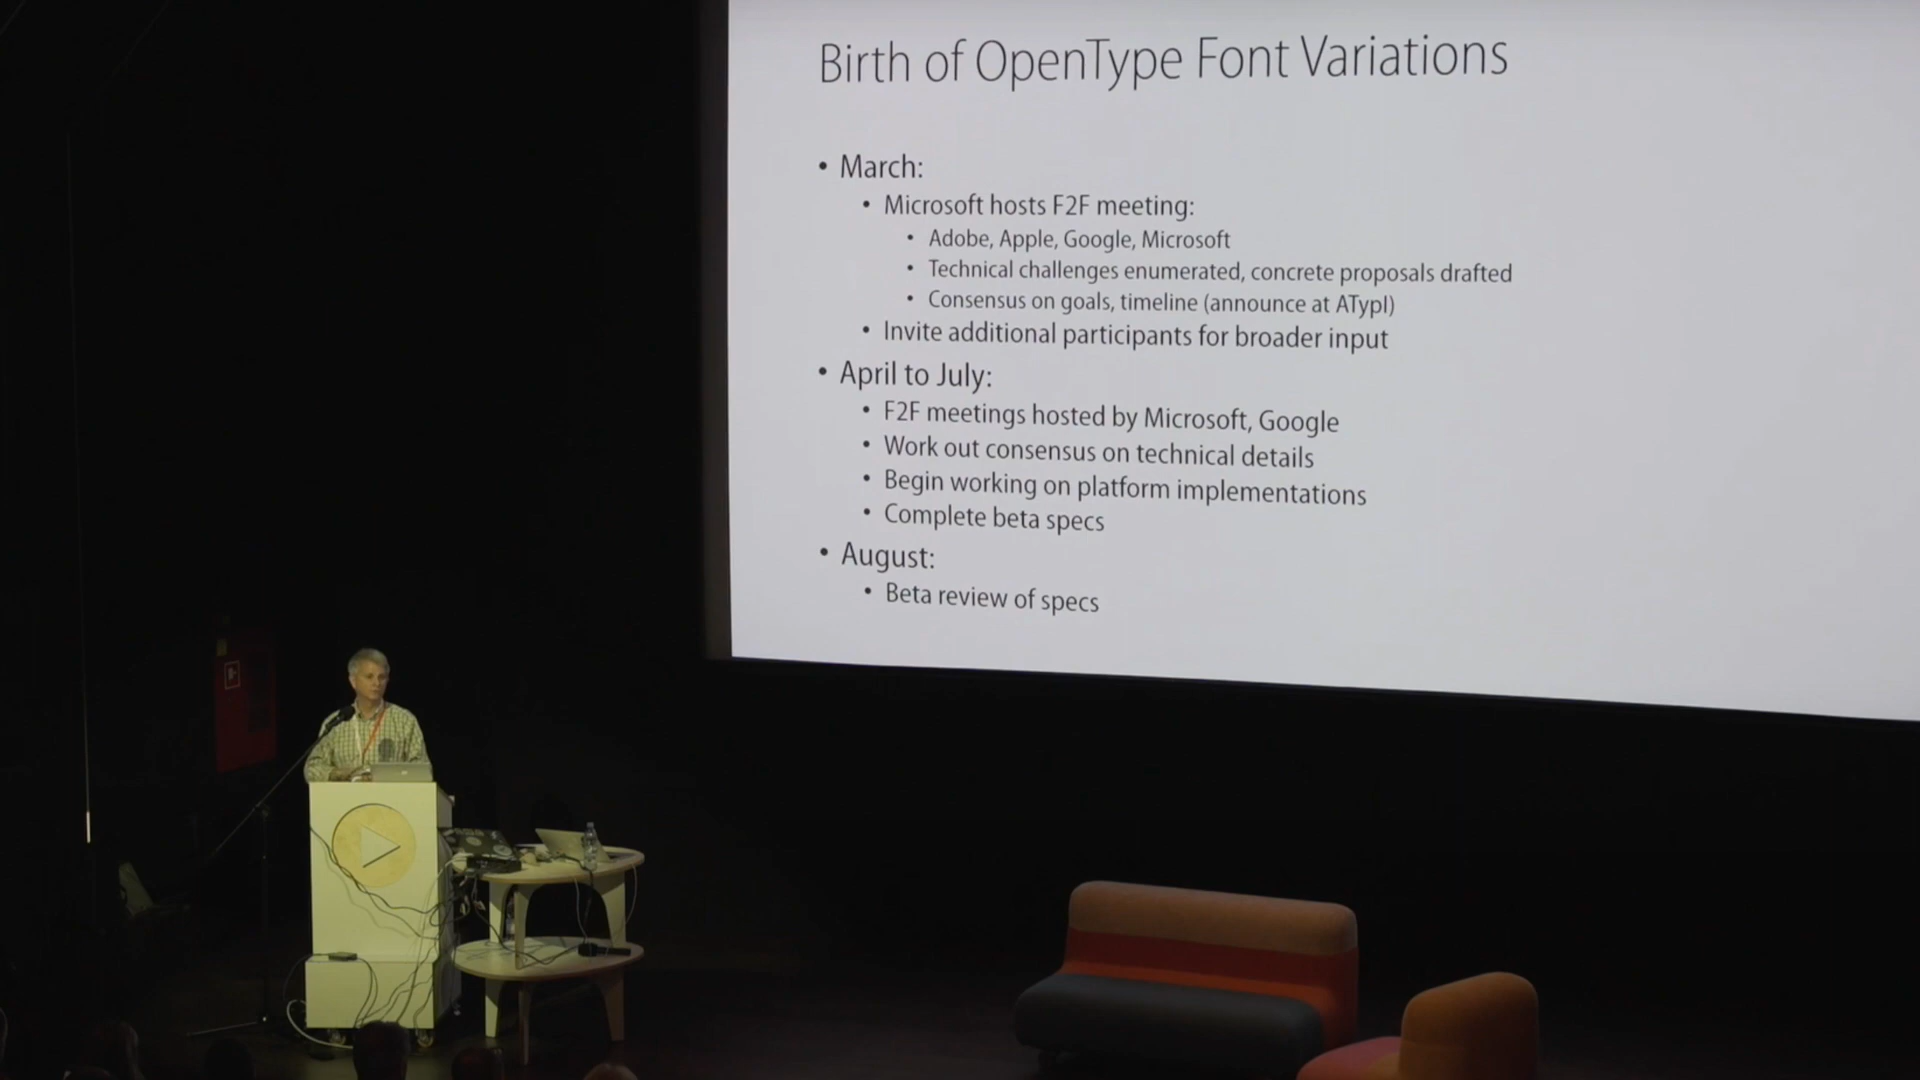 Birth of OpenType Font Variations
• March:
• Microsoft hosts F2F meeting:
• Adobe, Apple, Google, Microsoft
• Technical challenges enumerated, concrete proposals drafted
• Consensus on goals, timeline (announce at ATypI)
• Invite additional participants for broader input
• April to July:
• F2F meetings hosted by Microsoft, Google
• Work out consensus on technical details
• Begin working on platform implementations
• Complete beta specs
• August:
• Beta review of specs